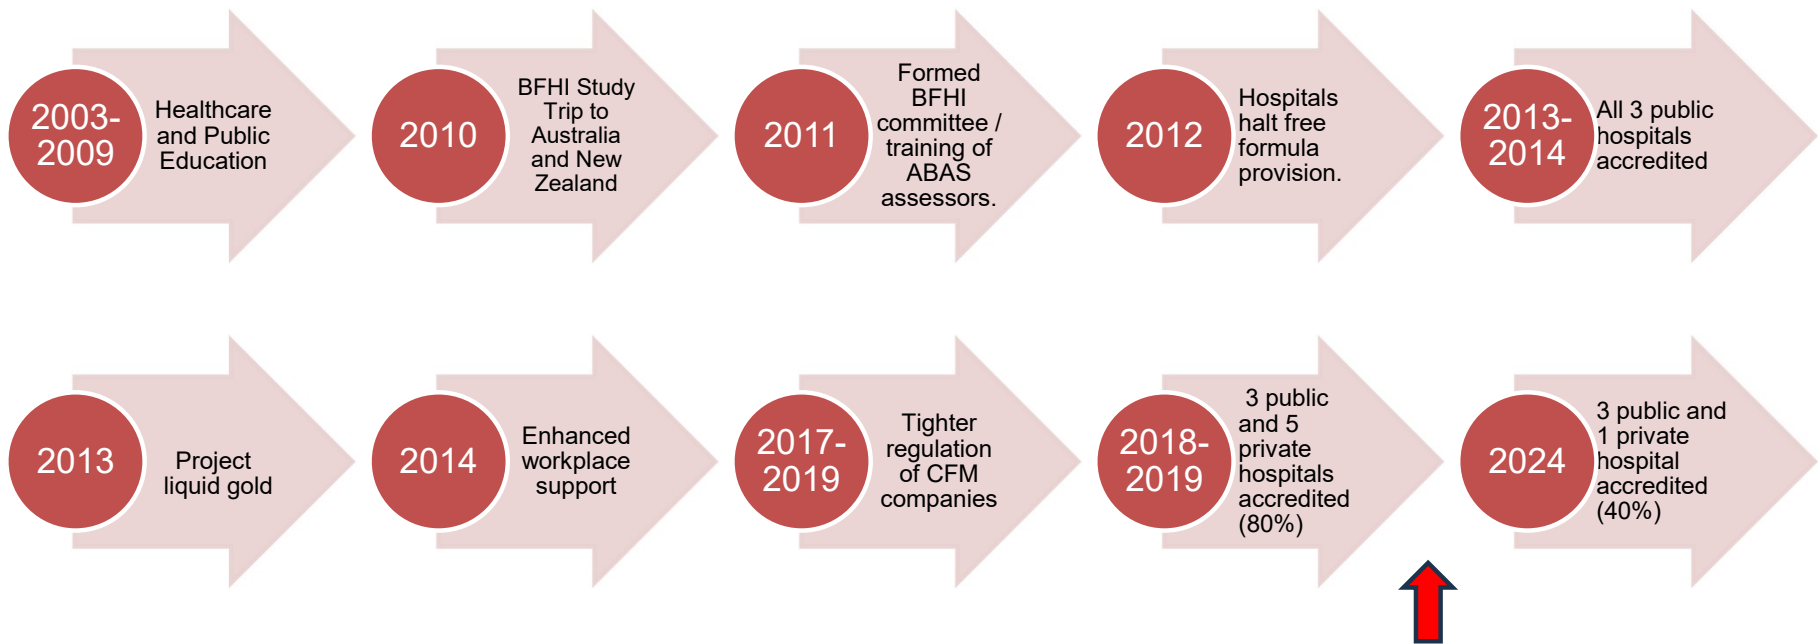 2003-
2009
Healthcare
and Public
Education
2010
BFHI Study
Trip to
Australia
and New
Zealand
2011
Formed
BFHI
committee /
training of
ABAS
assessors.
2012
Hospitals
halt free
formula
provision.
2013-
2014
All 3 public
hospitals
accredited
2013
Project
liquid gold
2014
Enhanced
workplace
support
2017-
2019
Tighter
regulation
of CFM
companies
2018-
2019
3 public
and 5
private
hospitals
accredited
(80%)
2024
3 public and
1 private
hospital
accredited
(40%)